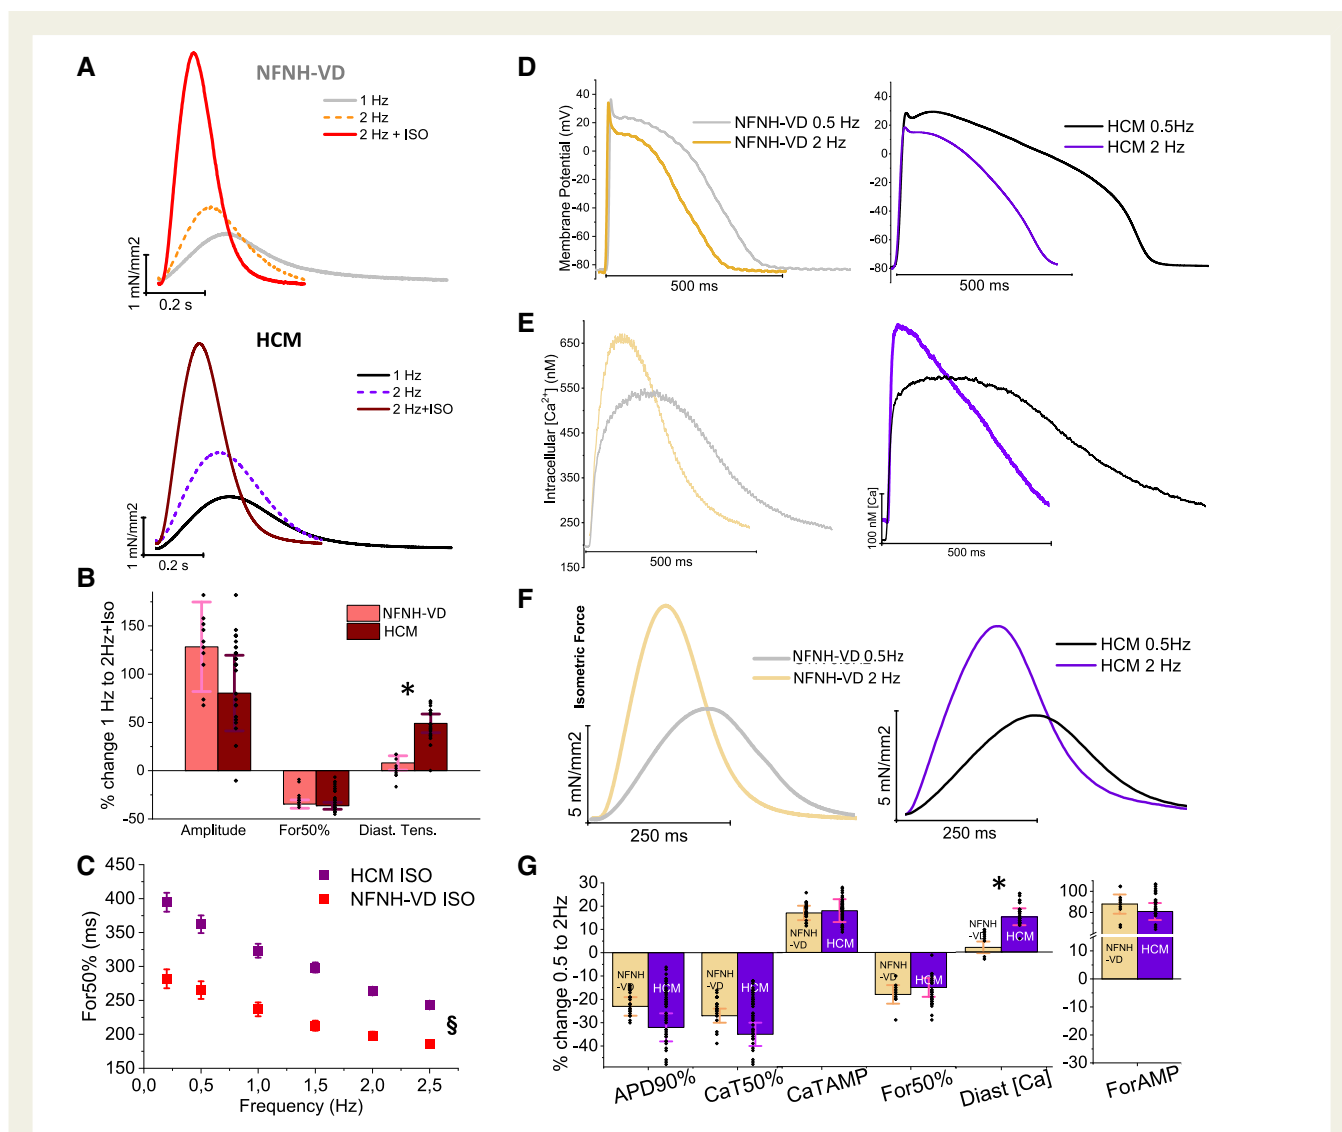 A
NFNH-VD
1 Hz
2 Hz
2 Hz + ISO
1 mN/mm2
0.2 s
HCM
1 Hz
2 Hz
2 Hz+ISO
1 mN/mm2
0.2 s
B
% change 1 Hz to 2Hz+Iso
150
100
50
0
-50
NFNH-VD
HCM
*
Amplitude
For50%
Diast. Tens.
C
For50% (ms)
450
400
350
300
250
200
150
HCM ISO
NFNH-VD ISO
§
0,0
0,5
1,0
1,5
2,0
2,5
Frequency (Hz)
D
Membrane Potential (mV)
40
20
0
-20
-40
-60
-80
NFNH-VD 0.5 Hz
NFNH-VD 2 Hz
500 ms
40
20
0
-20
-40
-60
-80
HCM 0.5Hz
HCM 2 Hz
500 ms
E
Intracellular [Ca2+] (nM)
650
550
450
350
250
150
500 ms
100 nM [Ca]
500 ms
F
Isometric Force
5 mN/mm2
NFNH-VD 0.5Hz
NFNH-VD 2 Hz
250 ms
5 mN/mm2
HCM 0.5Hz
HCM 2 Hz
250 ms
G
% change 0.5 to 2Hz
30
20
10
0
-10
-20
-30
-40
NFNH
-VD
HCM
NFNH
-VD
HCM
NFNH
-VD
HCM
NFNH
-VD
HCM
NFNH
-VD
HCM
*
APD90%
CaT50%
CaTAMP
For50%
Diast [Ca]
100
80
10
0
-10
-20
-30
NFNH
-VD
HCM
ForAMP